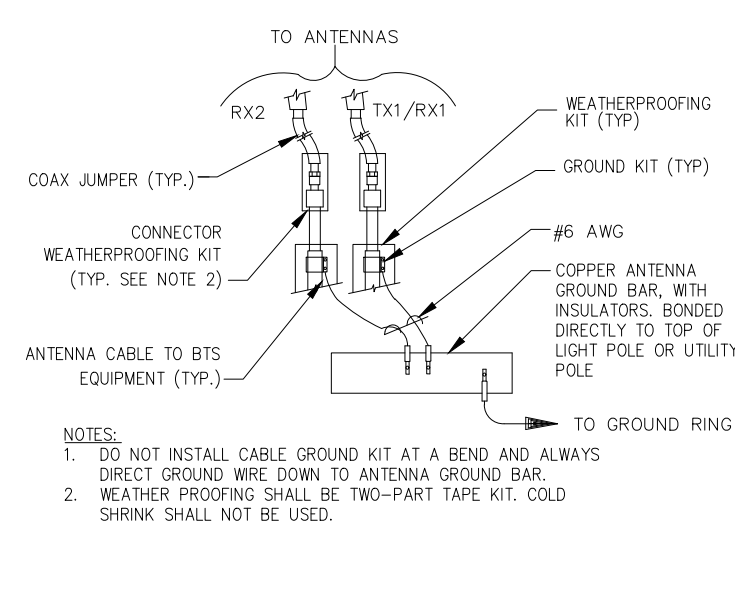 TO ANTENNAS
RX2
TX1/RX1
WEATHERPROOFING
KIT (TYP)
COAX JUMPER (TYP.)
GROUND KIT (TYP)
CONNECTOR
WEATHERPROOFING KIT
(TYP. SEE NOTE 2)
#6 AWG
COPPER ANTENNA
GROUND BAR, WITH
INSULATORS. BONDED
DIRECTLY TO TOP OF
LIGHT POLE OR UTILITY
POLE
ANTENNA CABLE TO BTS
EQUIPMENT (TYP.)
TO GROUND RING
NOTES:
1. DO NOT INSTALL CABLE GROUND KIT AT A BEND AND ALWAYS
DIRECT GROUND WIRE DOWN TO ANTENNA GROUND BAR.
2. WEATHER PROOFING SHALL BE TWO-PART TAPE KIT. COLD
SHRINK SHALL NOT BE USED.